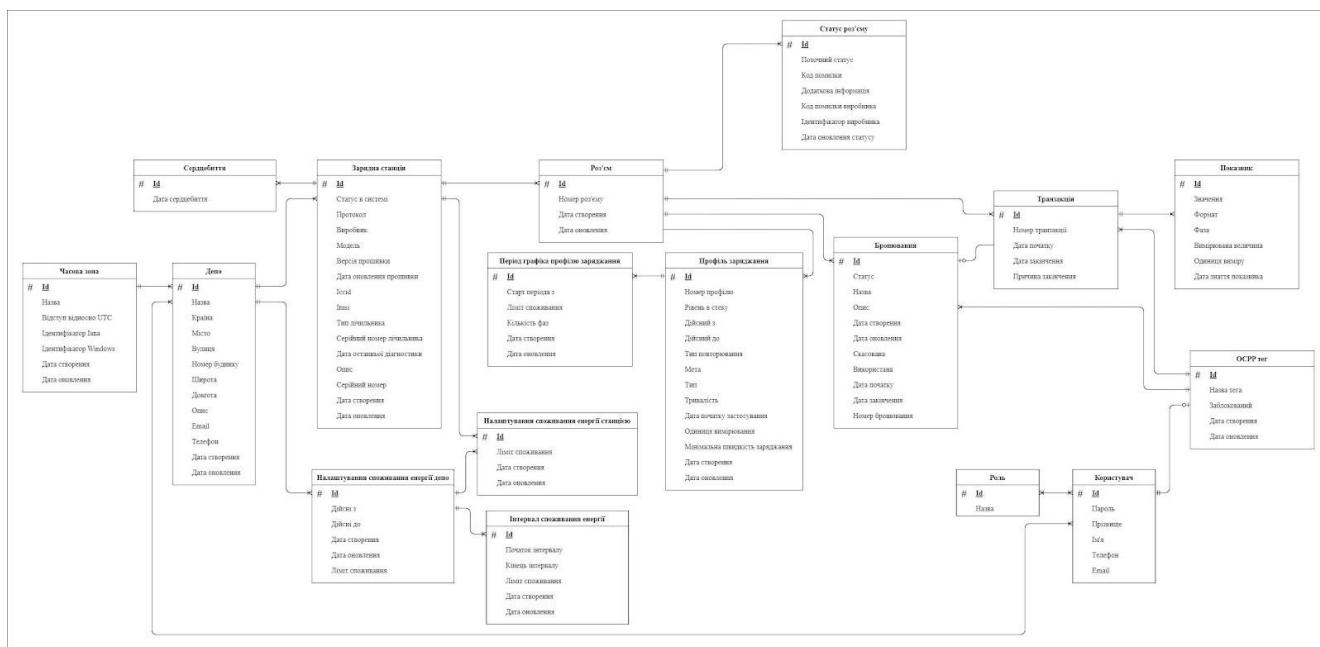 Статус роз'єму
# Id
Поточний статус
Код помилки
Додаткова інформація
Код помилки виробника
Ідентифікатор виробника
Дата оновлення статусу
Сердцебиття
# Id
Дата сердцебиття
Зарядна станція
# Id
Статус в системі
Протокол
Виробник
Модель
Версія прошивки
Дата оновлення прошивки
Iccid
Imsi
Тип лічильника
Серійний номер лічильника
Дата останньої діагностики
Опис
Серійний номер
Дата створення
Дата оновлення
Роз'єм
# Id
Номер роз'єму
Дата створення
Дата оновлення
Транзакція
# Id
Номер транзакції
Дата початку
Дата закінчення
Причина закінчення
Показник
# Id
Значення
Формат
Фаза
Вимірювана величина
Одиниця виміру
Дата зняття показника
Часова зона
# Id
Назва
Відступ відносно UTC
Ідентифікатор Iana
Ідентифікатор Windows
Дата створення
Дата оновлення
Депо
# Id
Назва
Країна
Місто
Вулиця
Номер будинку
Широта
Довгота
Опис
Email
Телефон
Дата створення
Дата оновлення
Період графіка профілю заряджання
# Id
Старт періода з
Ліміт споживання
Кількість фаз
Дата створення
Дата оновлення
Профіль заряджання
# Id
Номер профілю
Рівень в стеку
Дійсний з
Дійсний до
Тип повторювання
Мета
Тип
Тривалість
Дата початку застосування
Одиниця вимірювання
Мінімальна швидкість заряджання
Дата створення
Дата оновлення
Бронювання
# Id
Статус
Назва
Опис
Дата створення
Дата оновлення
Скасована
Використана
Дата початку
Дата закінчення
Номер бронювання
OCPP тег
# Id
Назва тега
Заблокований
Дата створення
Дата оновлення
Налаштування споживання енергії станцією
# Id
Ліміт споживання
Дата створення
Дата оновлення
Налаштування споживання енергії депо
# Id
Дійсні з
Дійсні до
Дата створення
Дата оновлення
Ліміт споживання
Інтервал споживання енергії
# Id
Початок інтервалу
Кінець інтервалу
Ліміт споживання
Дата створення
Дата оновлення
Роль
# Id
Назва
Користувач
# Id
Пароль
Прізвище
Ім'я
Телефон
Email